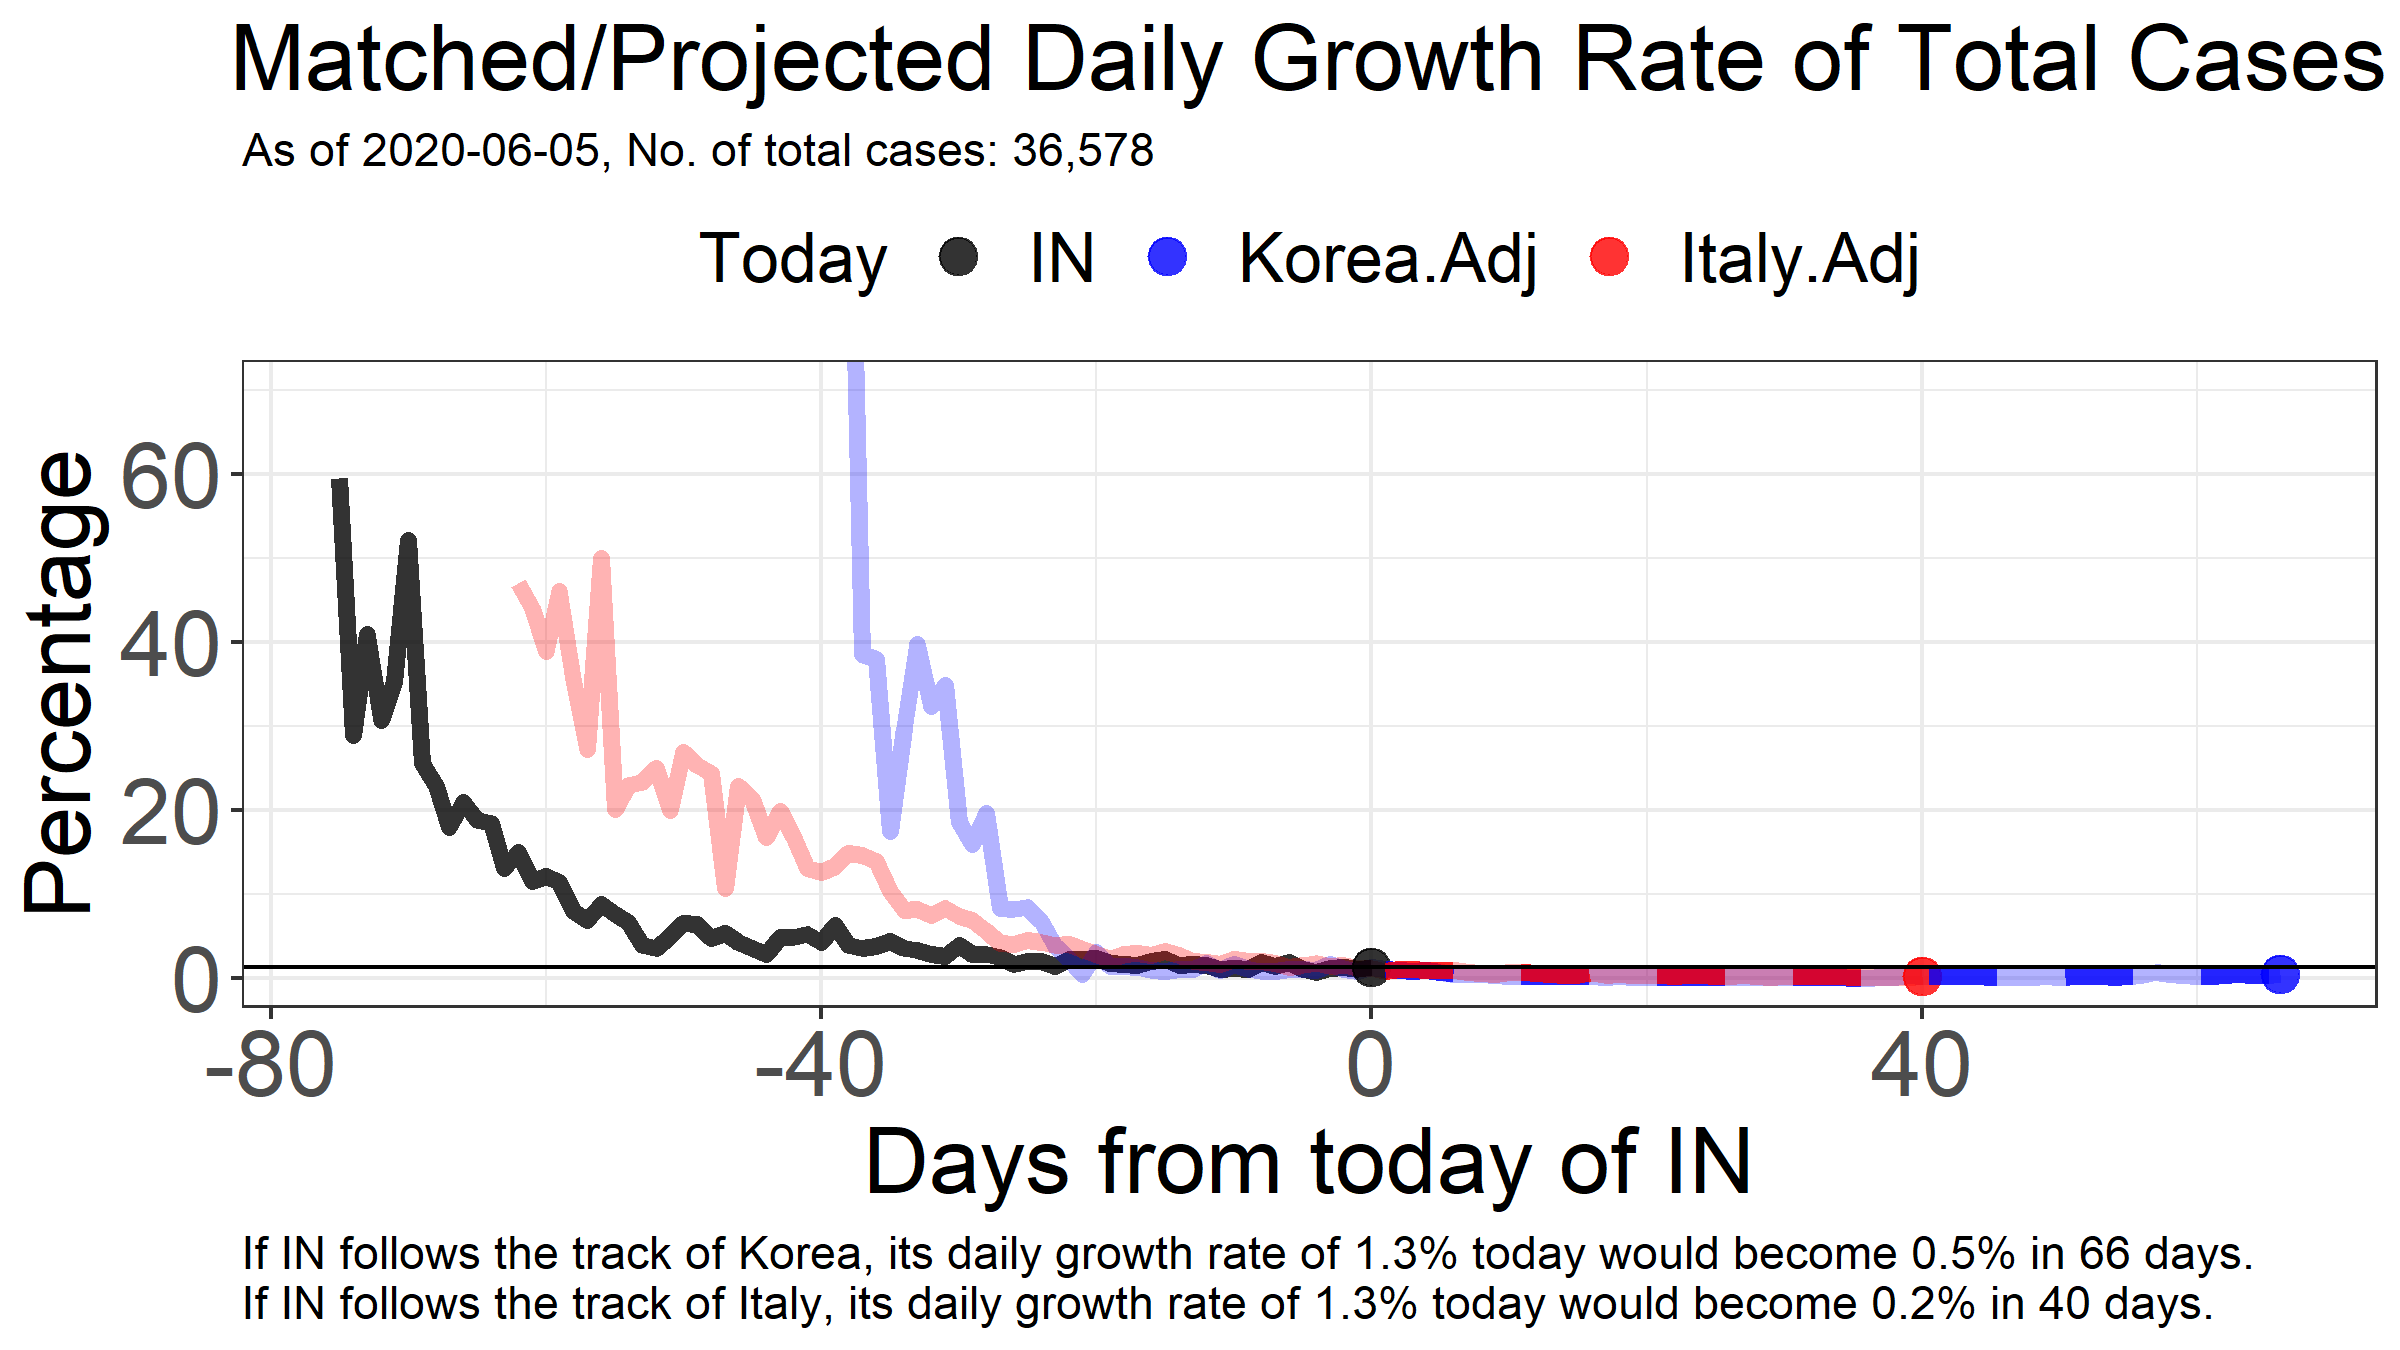 Matched/Projected Daily Growth Rate of Total Cases
As of 2020-06-05, No. of total cases: 36,578
Today IN Korea.Adj Italy.Adj
Percentage
60
40
20
0
-80 -40 0 40
Days from today of IN
If IN follows the track of Korea, its daily growth rate of 1.3% today would become 0.5% in 66 days.
If IN follows the track of Italy, its daily growth rate of 1.3% today would become 0.2% in 40 days.